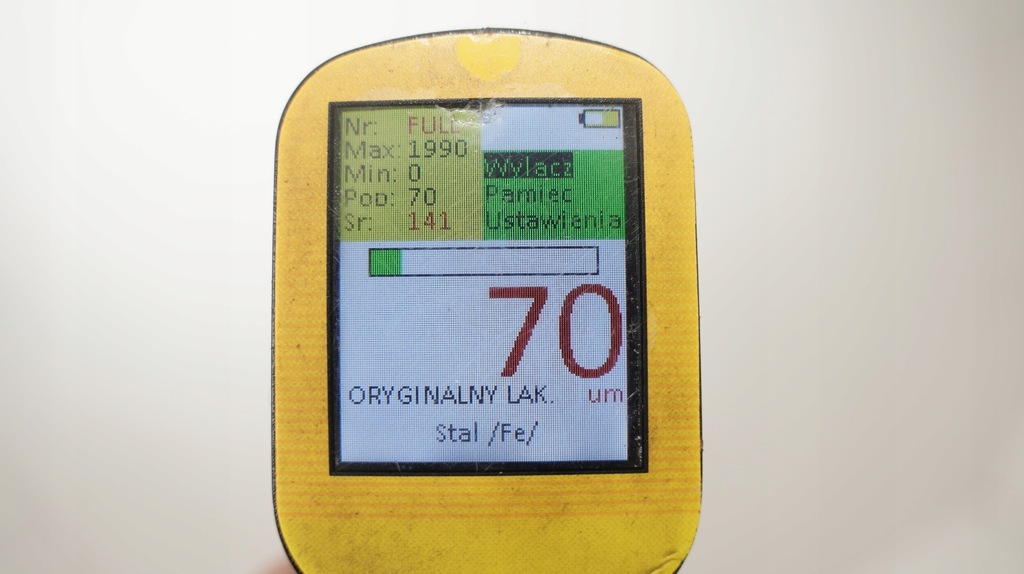 Nr: FULL
Max: 1990
Min: 0
Pop: 70
Sr: 141
Wylacz
Pamiec
Ustawienia
70
ORYGINALNY LAK. um
Stal /Fe/